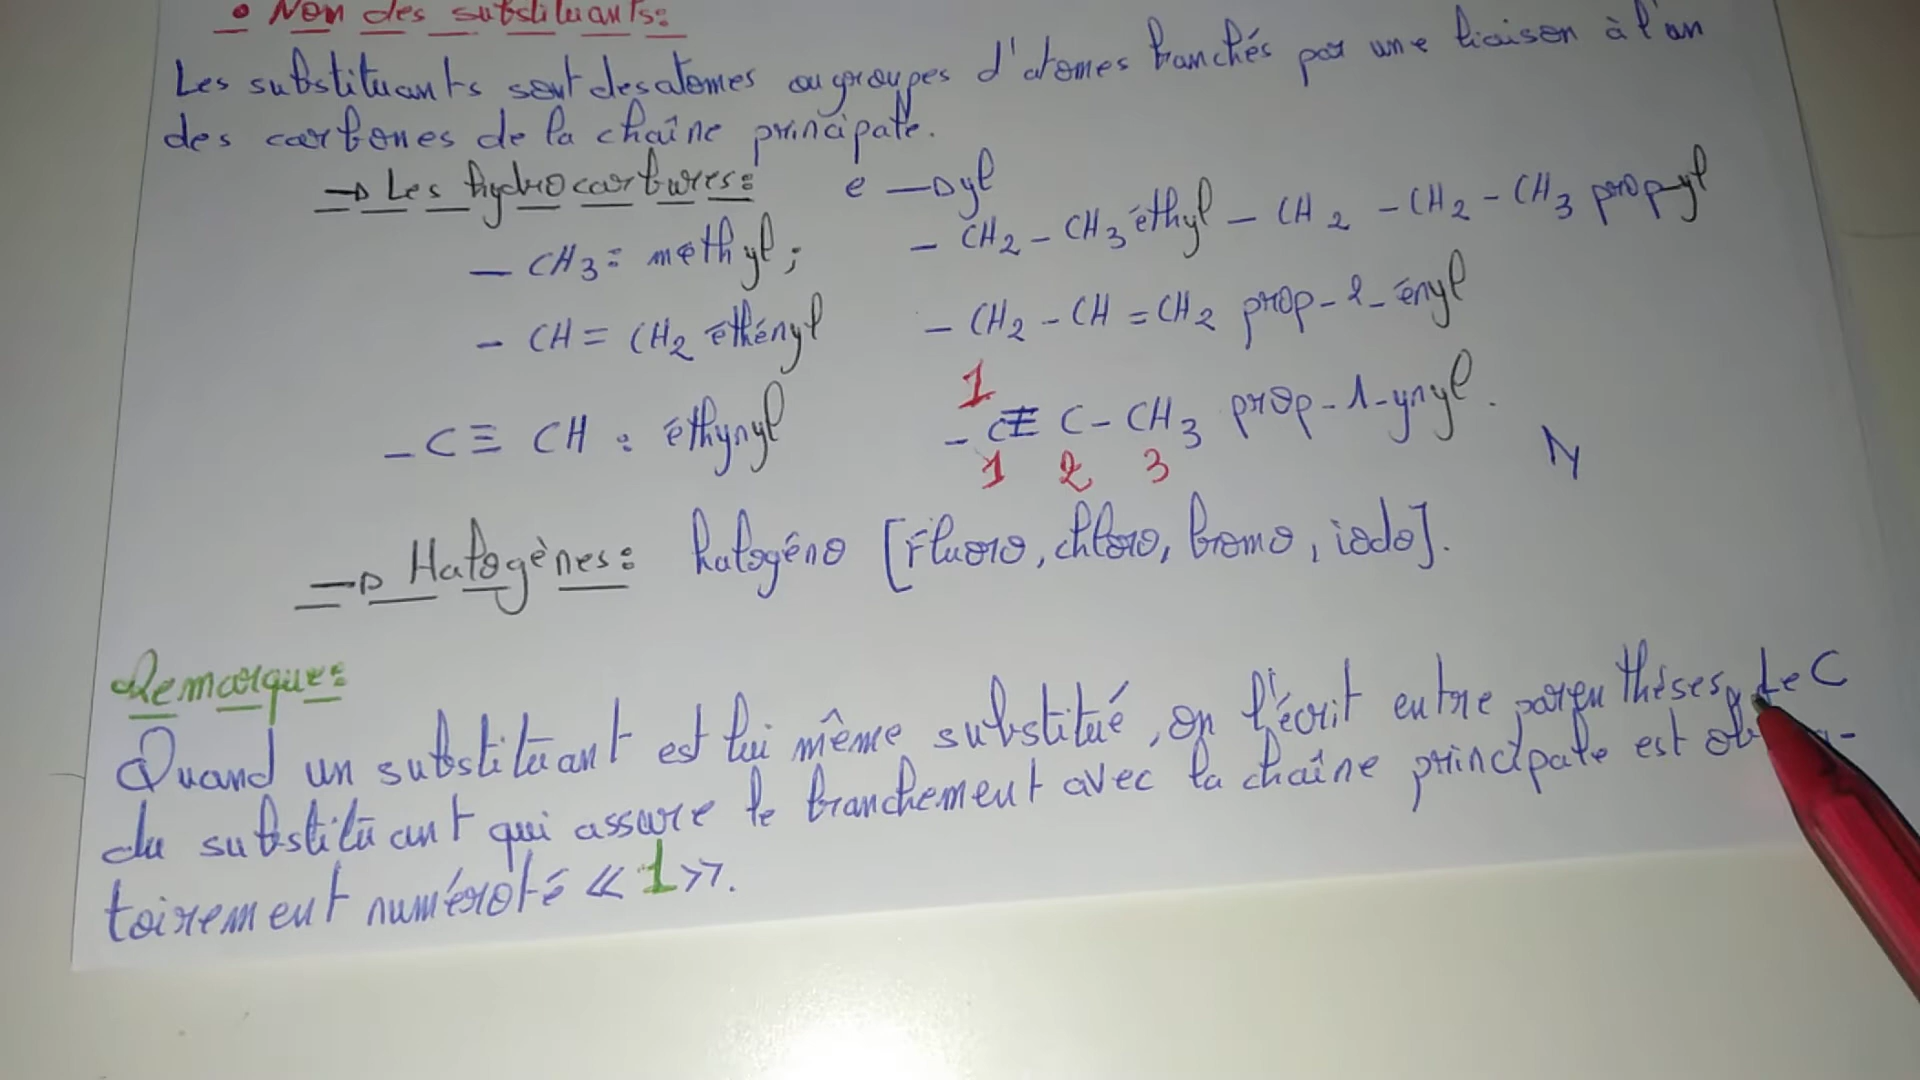 • Nom des substituants:
Les substituants sont des atomes ou groupes d'atomes branchés par une liaison à l'un
des carbones de la chaîne principale.
→ Les hydrocarbures: e → yl
- CH3: méthyl; - CH2 - CH3 éthyl - CH2 - CH2 - CH3 propyl
- CH = CH2 éthényl - CH2 - CH = CH2 prop-2-ényl
1
- C ≡ CH : éthynyl - C ≡ C - CH3 prop-1-ynyl.
1 2 3
→ Halogènes: halogéno [Fluoro, chloro, bromo, iodo].
Remarque:
Quand un substituant est lui même substitué, on l'écrit entre parenthèses, Le C
du substituant qui assure le branchement avec la chaîne principale est
toirement numéroté « 1 ».